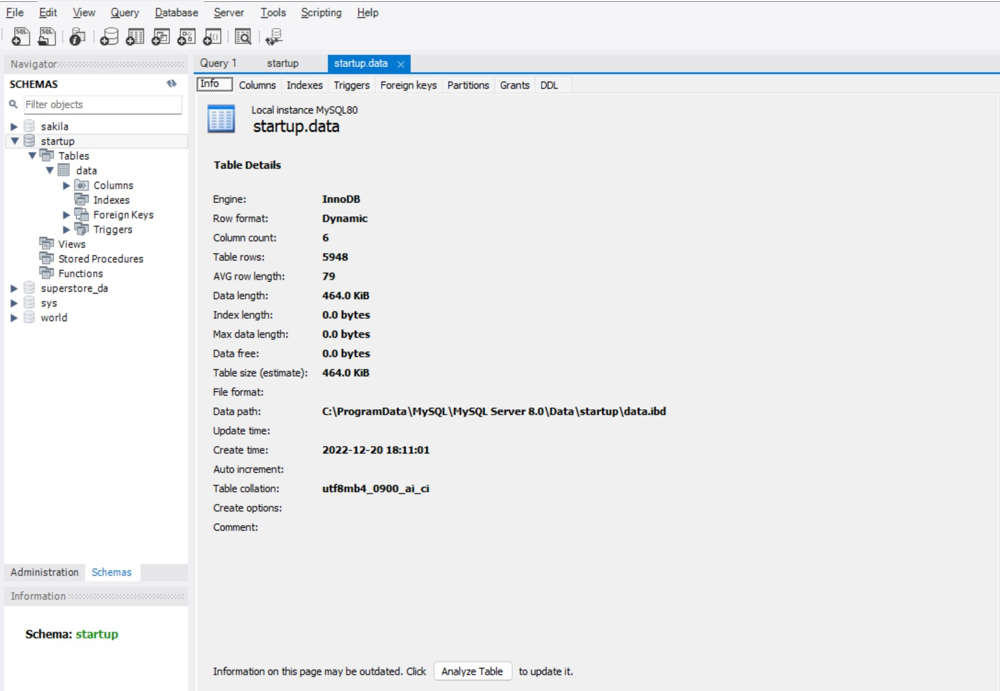 File Edit View Query Database Server Tools Scripting Help
SQL SQL
Navigator
SCHEMAS
Filter objects
sakila
startup
Tables
data
Columns
Indexes
Foreign Keys
Triggers
Views
Stored Procedures
Functions
superstore_da
sys
world
Administration Schemas
Information
Schema: startup
Query 1 startup startup.data
Info Columns Indexes Triggers Foreign keys Partitions Grants DDL
Local instance MySQL80
startup.data
Table Details
Engine: InnoDB
Row format: Dynamic
Column count: 6
Table rows: 5948
AVG row length: 79
Data length: 464.0 KiB
Index length: 0.0 bytes
Max data length: 0.0 bytes
Data free: 0.0 bytes
Table size (estimate): 464.0 KiB
File format:
Data path: C:\ProgramData\MySQL\MySQL Server 8.0\Data\startup\data.ibd
Update time:
Create time: 2022-12-20 18:11:01
Auto increment:
Table collation: utf8mb4_0900_ai_ci
Create options:
Comment:
Information on this page may be outdated. Click Analyze Table to update it.